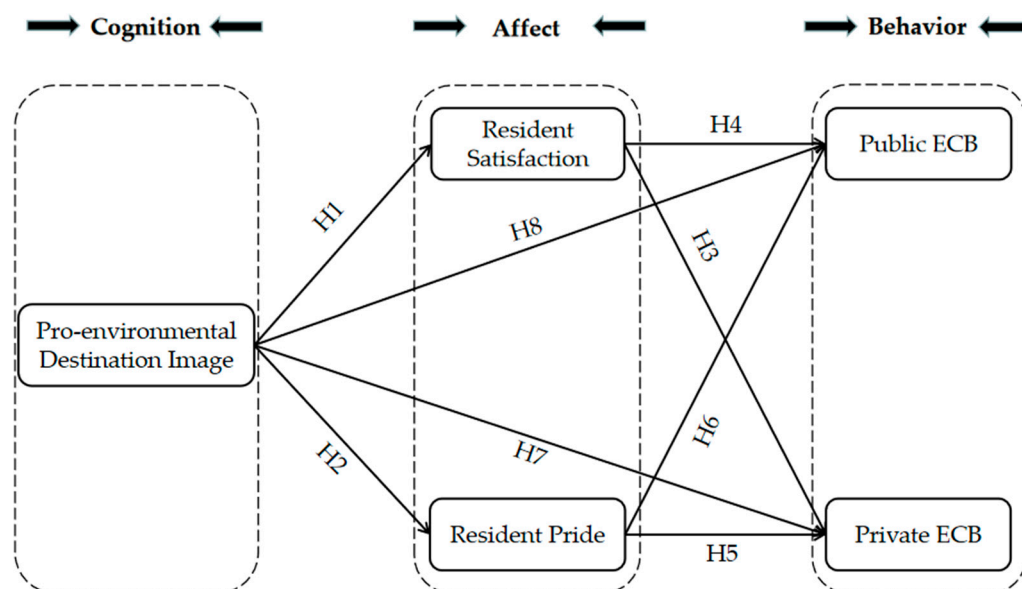 Cognition
Affect
Behavior
Resident
Satisfaction
H4
Public ECB
H1
H8
H3
Pro-environmental
Destination Image
H2
H7
H6
Resident Pride
H5
Private ECB